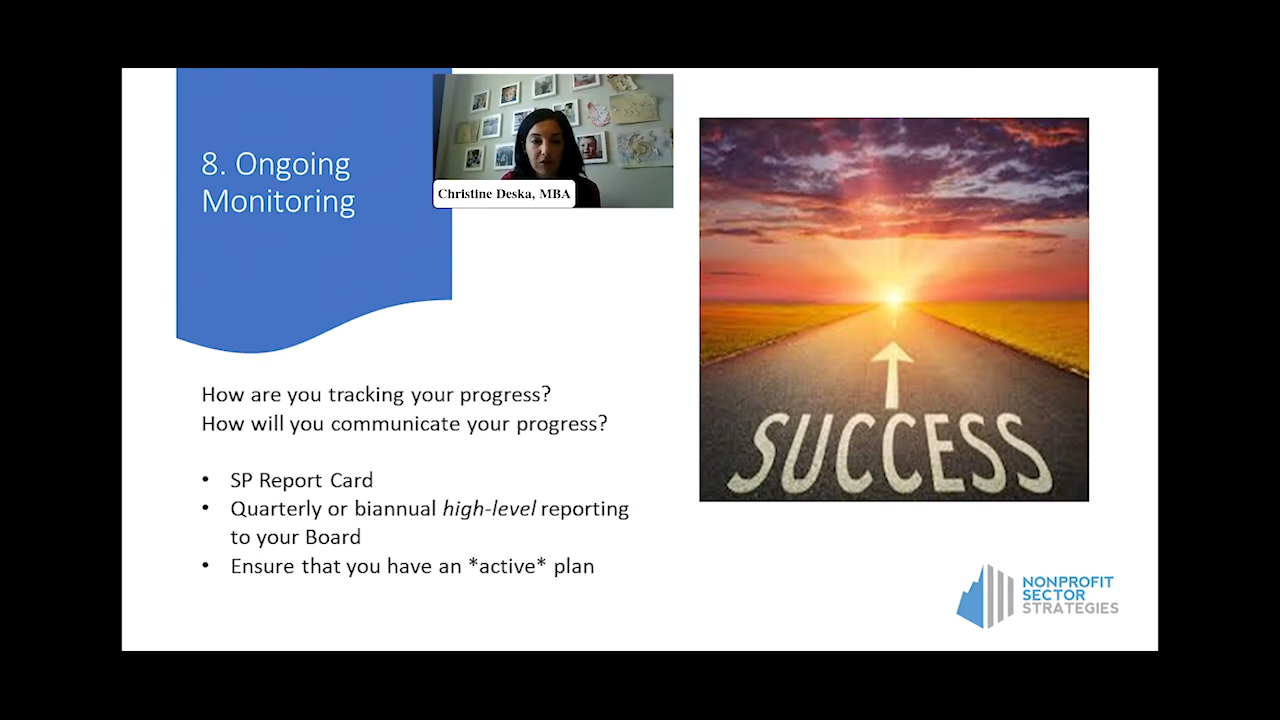 8. Ongoing
Monitoring
Christine Deska, MBA
How are you tracking your progress?
How will you communicate your progress?
• SP Report Card
• Quarterly or biannual high-level reporting
to your Board
• Ensure that you have an *active* plan
SUCCESS
NONPROFIT
SECTOR
STRATEGIES